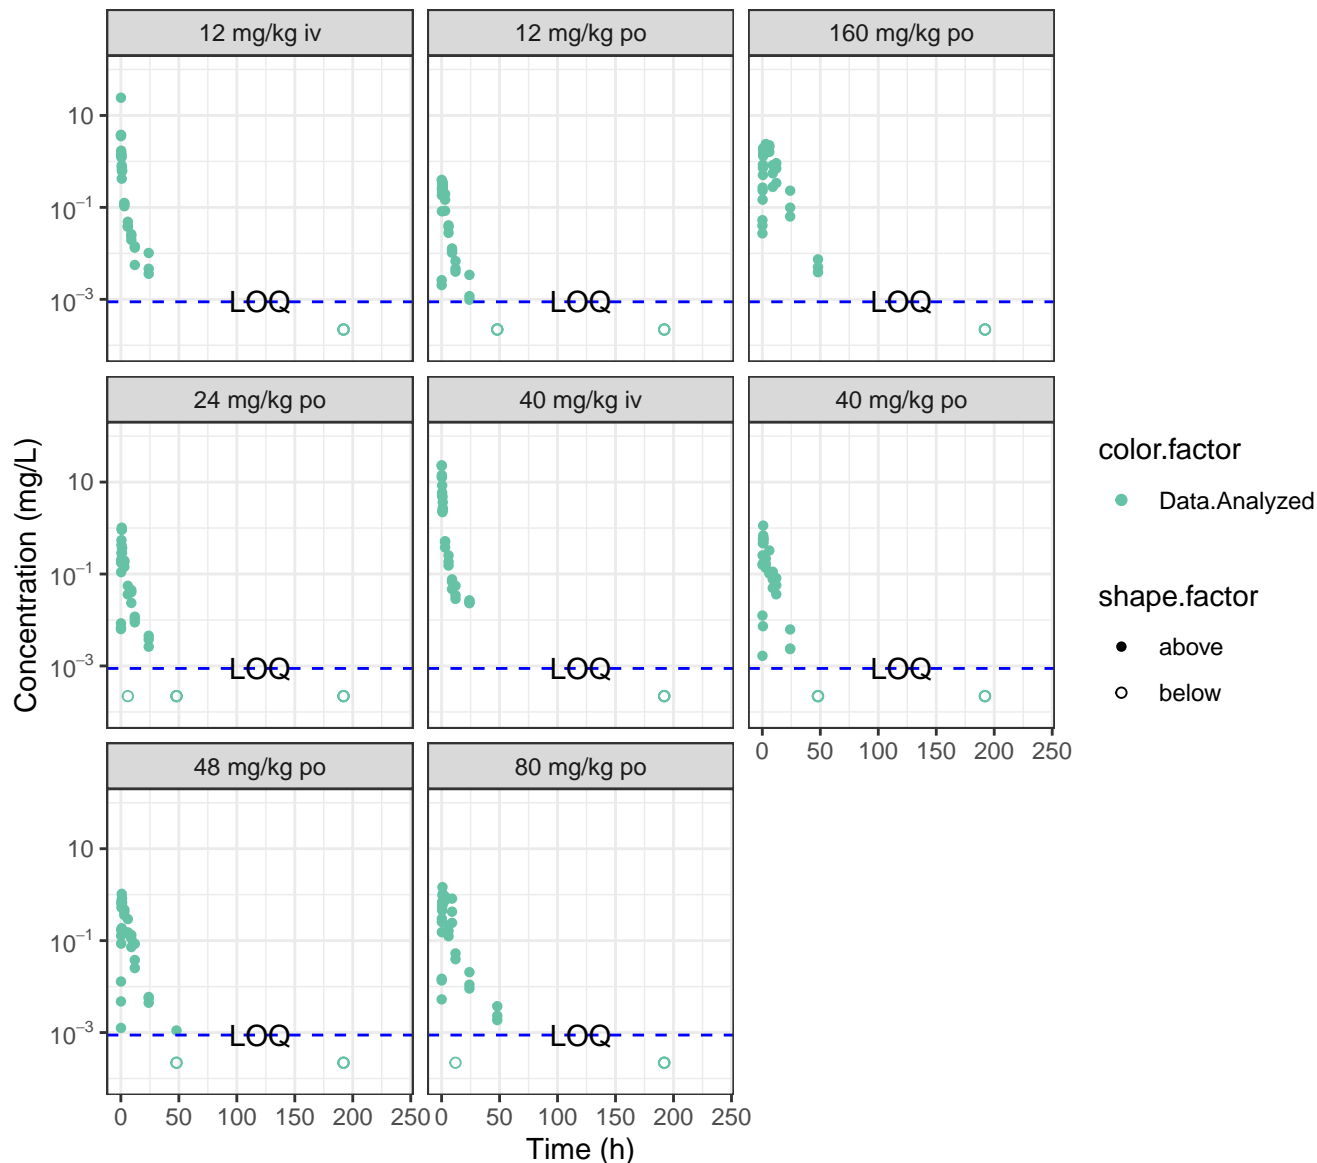 12 mg/kg iv
12 mg/kg po
160 mg/kg po
10
10⁻¹
10⁻³
LOQ
LOQ
LOQ
24 mg/kg po
40 mg/kg iv
40 mg/kg po
10
10⁻¹
10⁻³
LOQ
LOQ
LOQ
0 50 100 150 200 250
48 mg/kg po
80 mg/kg po
10
10⁻¹
10⁻³
LOQ
LOQ
0 50 100 150 200 250
0 50 100 150 200 250
Time (h)
Concentration (mg/L)
color.factor
Data.Analyzed
shape.factor
above
below